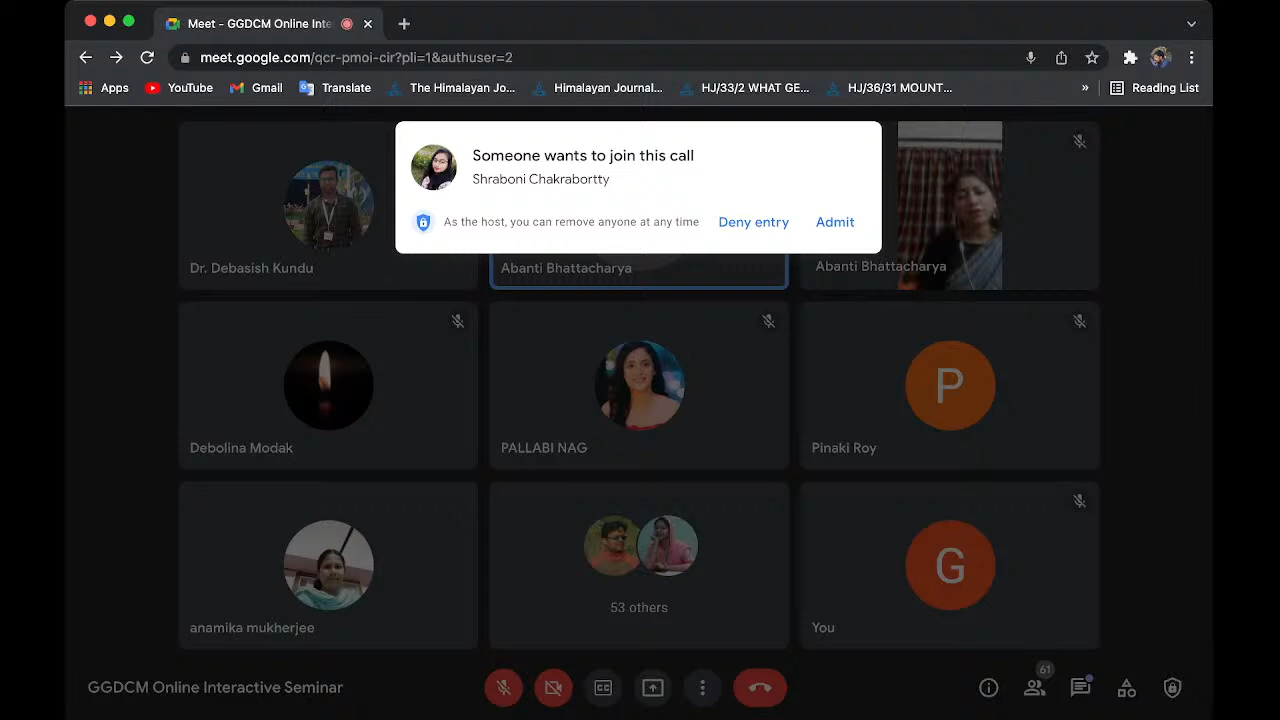 Meet - GGDCM Online Inte
meet.google.com/qcr-pmoi-cir?pli=1&authuser=2
Apps YouTube Gmail Translate The Himalayan Jo... Himalayan Journal... HJ/33/2 WHAT GE... HJ/36/31 MOUNT... » Reading List
Someone wants to join this call
Shraboni Chakrabortty
As the host, you can remove anyone at any time Deny entry Admit
Dr. Debasish Kundu
Abanti Bhattacharya
Abanti Bhattacharya
P
Debolina Modak
PALLABI NAG
Pinaki Roy
G
53 others
anamika mukherjee
You
61
GGDCM Online Interactive Seminar